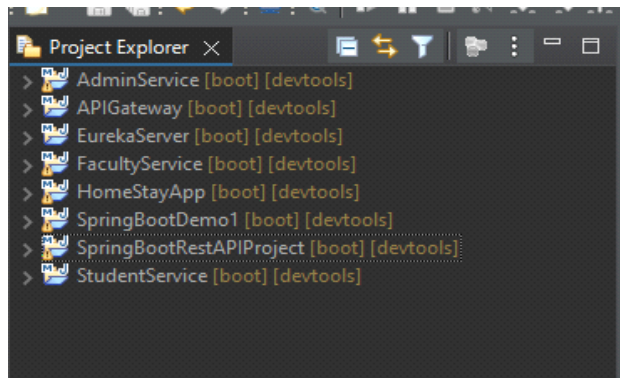 Project Explorer
AdminService [boot] [devtools]
APIGateway [boot] [devtools]
EurekaServer [boot] [devtools]
FacultyService [boot] [devtools]
HomeStayApp [boot] [devtools]
SpringBootDemo1 [boot] [devtools]
SpringBootRestAPIProject [boot] [devtools]
StudentService [boot] [devtools]